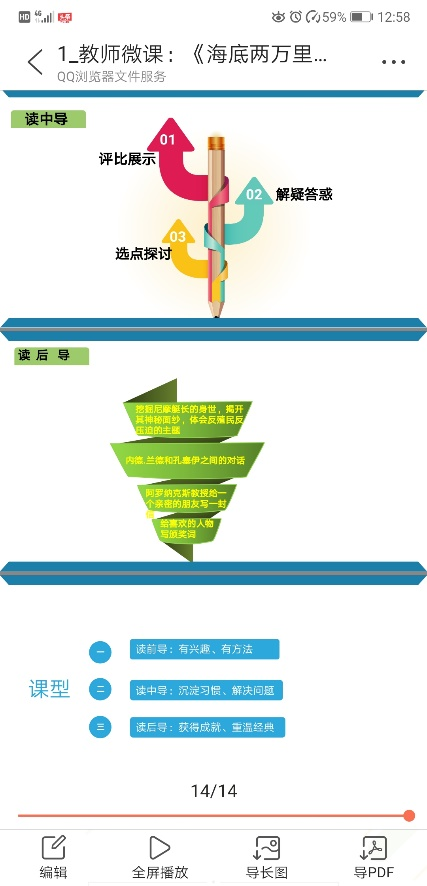 HD 4G 59% 12:58
1_教师微课：《海底两万里...
QQ浏览器文件服务
读中导
01
评比展示
02
解疑答惑
03
选点探讨
读 后 导
挖掘尼摩艇长的身世，揭开
其神秘面纱，体会反殖民反
压迫的主题
内德.兰德和孔塞伊之间的对话
阿罗纳克斯教授给一
个亲密的朋友写一封
给喜欢的人物
写颁奖词
课型
一
读前导：有兴趣、有方法
二
读中导：沉淀习惯、解决问题
三
读后导：获得成就、重温经典
14/14
编辑
全屏播放
导长图
导PDF